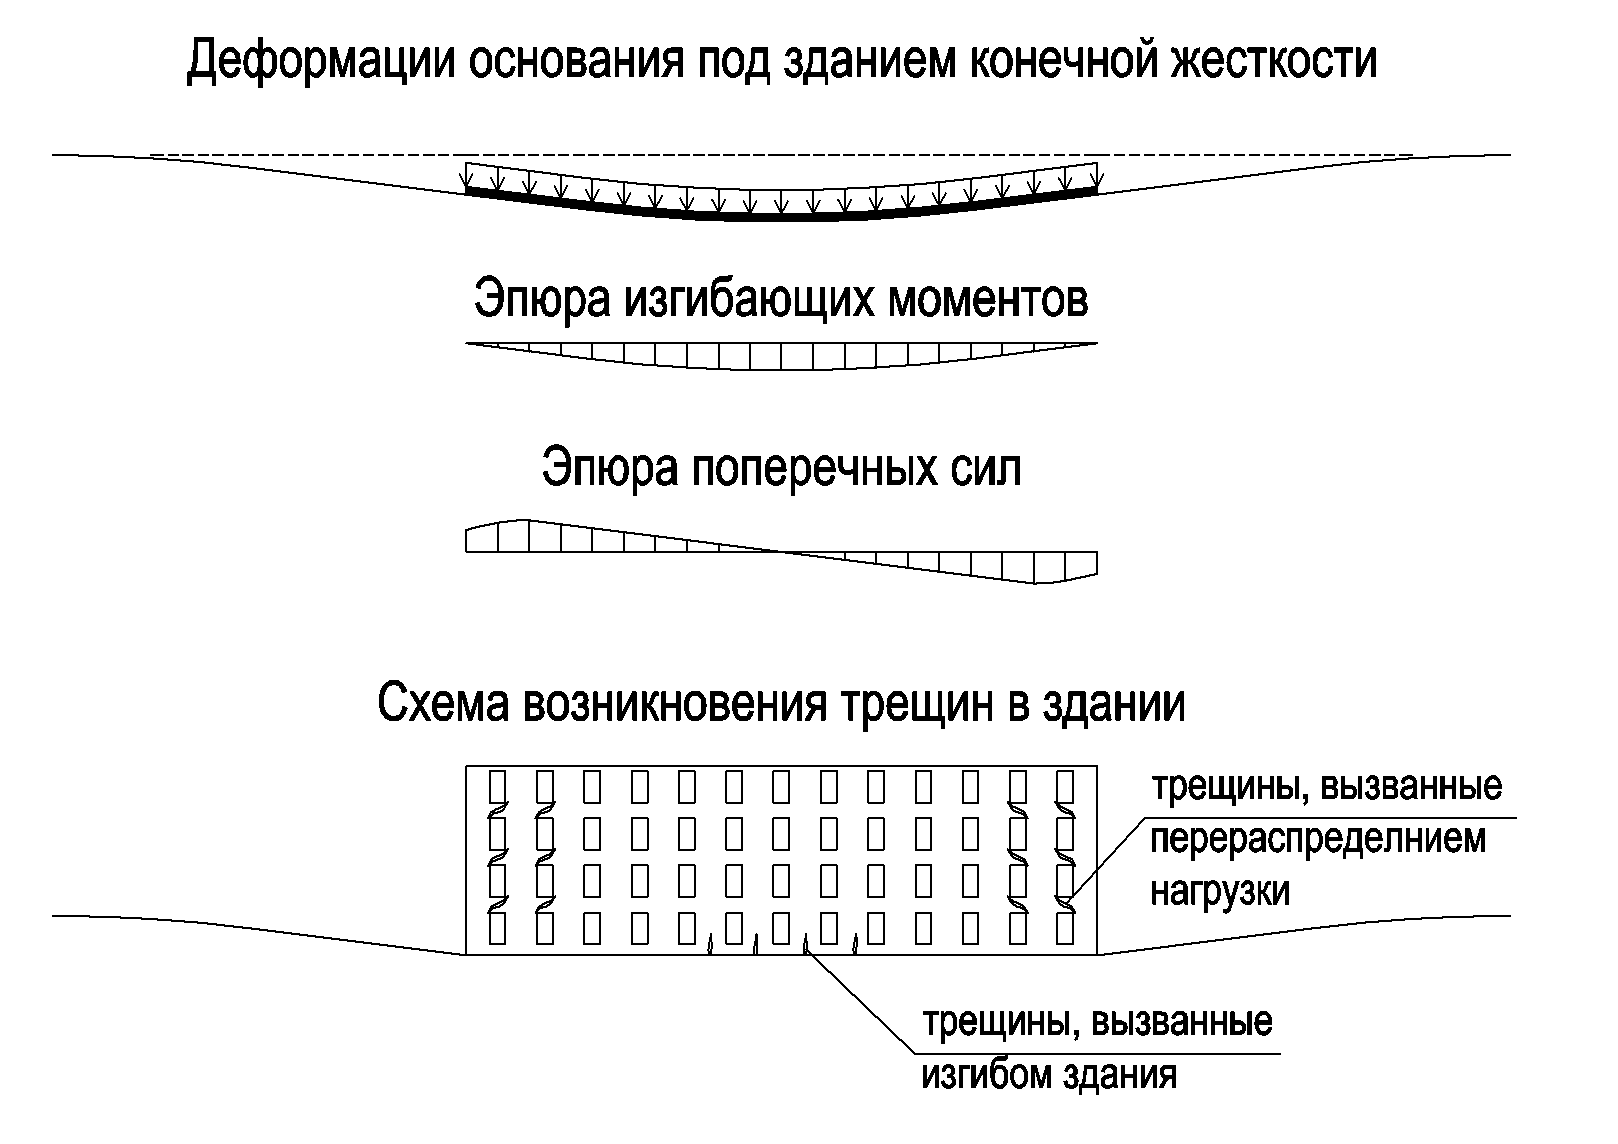 Деформации основания под зданием конечной жесткости
Эпюра изгибающих моментов
Эпюра поперечных сил
Схема возникновения трещин в здании
трещины, вызванные
перераспределнием
нагрузки
трещины, вызванные
изгибом здания